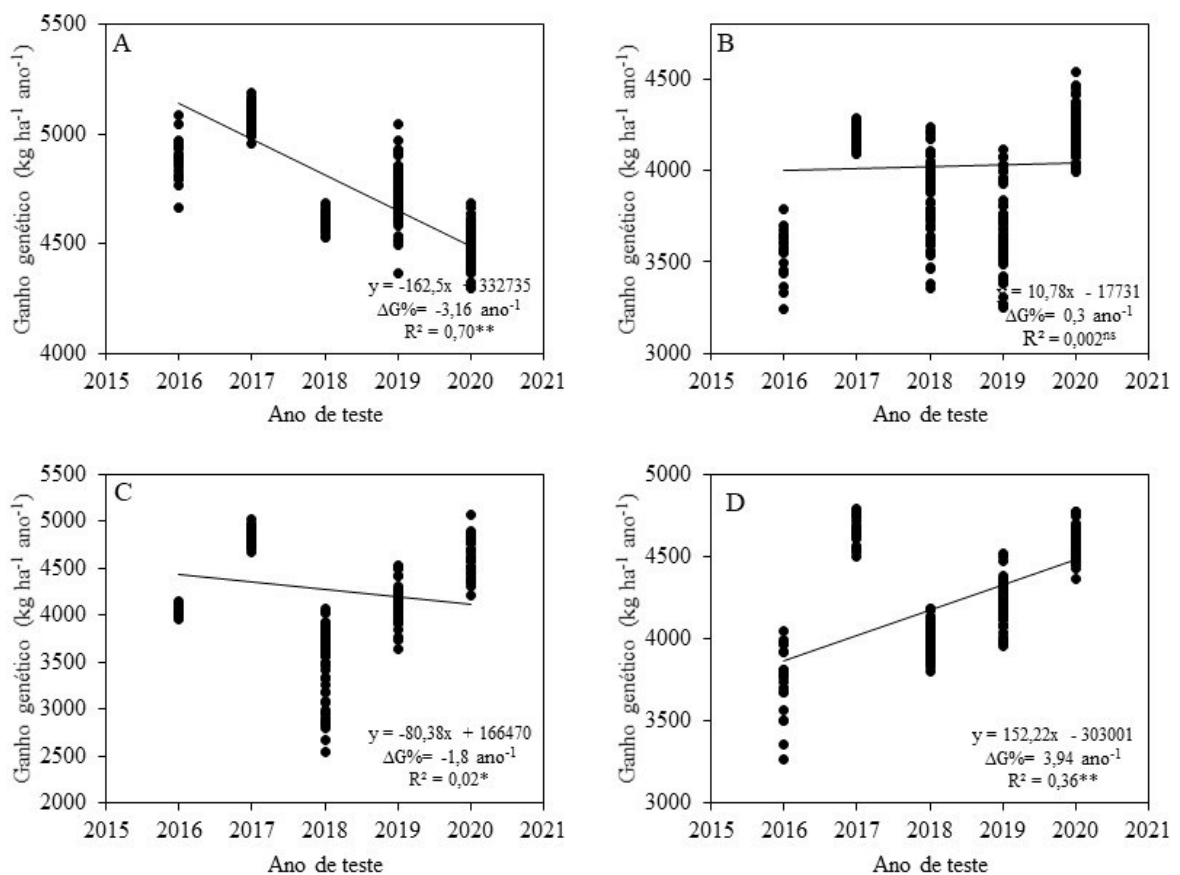 A
Ganho genético (kg ha⁻¹ ano⁻¹)
5500
5000
4500
4000
y = -162,5x + 332735
ΔG%= -3,16 ano⁻¹
R² = 0,70**
2015 2016 2017 2018 2019 2020 2021
Ano de teste
B
Ganho genético (kg ha⁻¹ ano⁻¹)
4500
4000
3500
3000
= 10,78x - 17731
ΔG%= 0,3 ano⁻¹
R² = 0,002ⁿˢ
2015 2016 2017 2018 2019 2020 2021
Ano de teste
C
Ganho genético (kg ha⁻¹ ano⁻¹)
5500
5000
4500
4000
3500
3000
2500
2000
y = -80,38x + 166470
ΔG%= -1,8 ano⁻¹
R² = 0,02*
2015 2016 2017 2018 2019 2020 2021
Ano de teste
D
Ganho genético (kg ha⁻¹ ano⁻¹)
5000
4500
4000
3500
3000
y = 152,22x - 303001
ΔG%= 3,94 ano⁻¹
R² = 0,36**
2015 2016 2017 2018 2019 2020 2021
Ano de teste